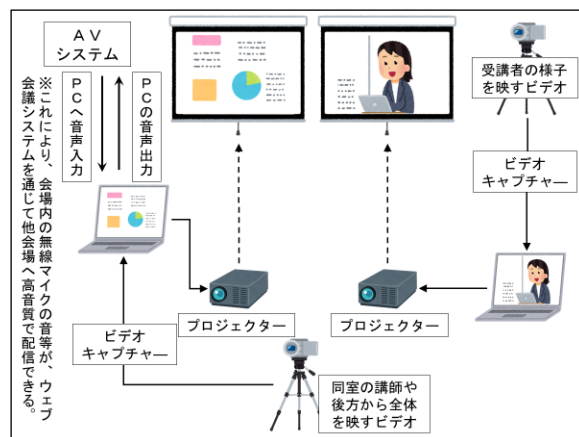 ＡＶ
システム
ＰＣへ音声入力
ＰＣの音声出力
※これにより、会場内の無線マイクの音等が、ウェブ
会議システムを通じて他会場へ高音質で配信できる。
受講者の様子
を映すビデオ
ビデオ
キャプチャー
プロジェクター
プロジェクター
ビデオ
キャプチャー
同室の講師や
後方から全体
を映すビデオ